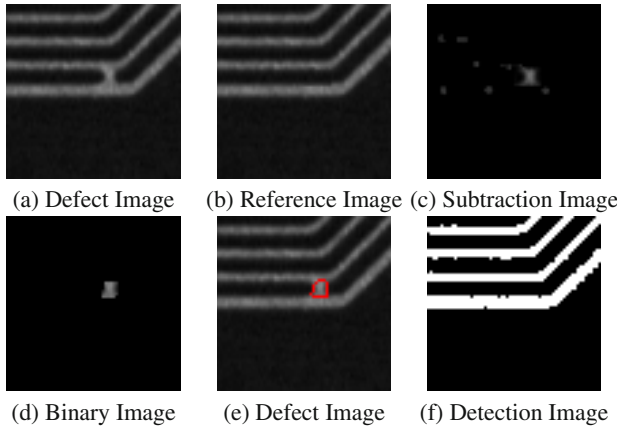 (a) Defect Image (b) Reference Image (c) Subtraction Image
(d) Binary Image (e) Defect Image (f) Detection Image